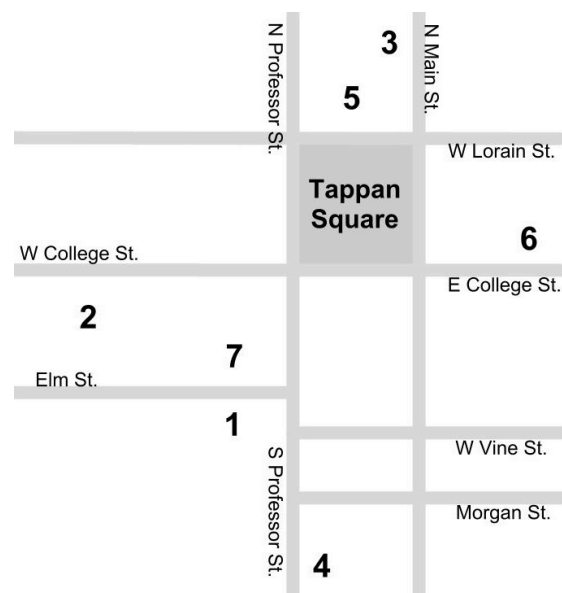 N Professor St.
3
N Main St.
5
W Lorain St.
Tappan
Square
6
W College St.
E College St.
2
7
Elm St.
1
W Vine St.
S Professor St.
Morgan St.
4